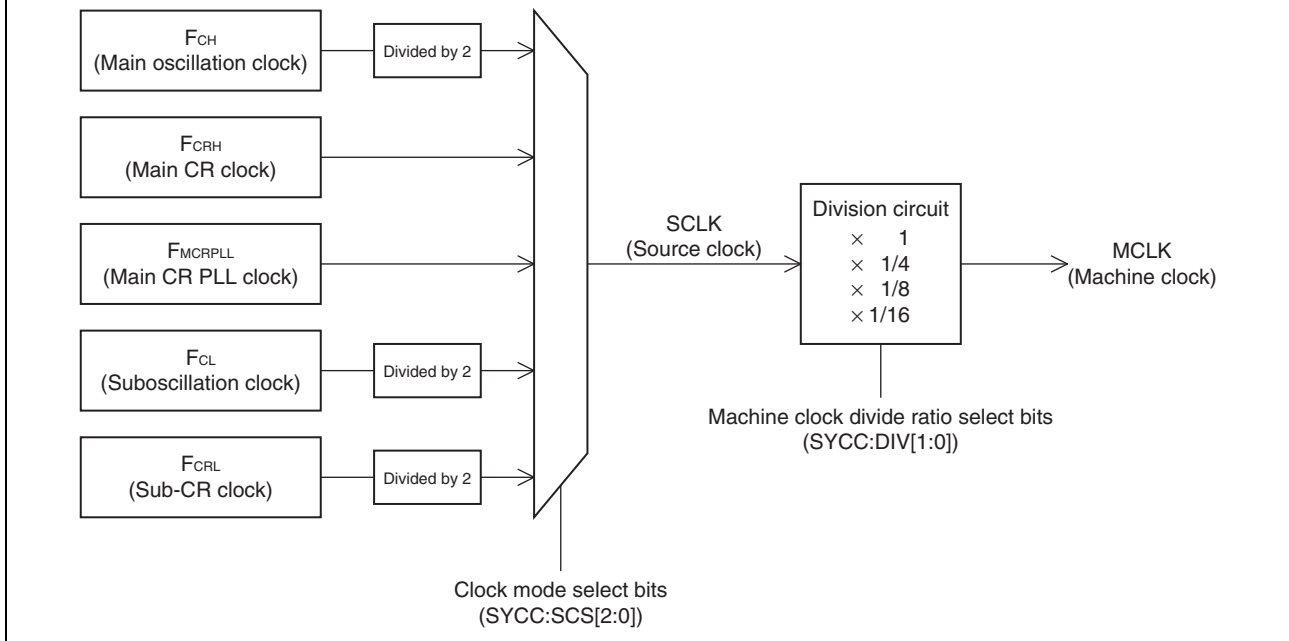 FCH
(Main oscillation clock)
Divided by 2
FCRH
(Main CR clock)
FMCRPLL
(Main CR PLL clock)
FCL
(Suboscillation clock)
Divided by 2
FCRL
(Sub-CR clock)
Divided by 2
SCLK
(Source clock)
Division circuit
× 1
× 1/4
× 1/8
× 1/16
MCLK
(Machine clock)
Machine clock divide ratio select bits
(SYCC:DIV[1:0])
Clock mode select bits
(SYCC:SCS[2:0])